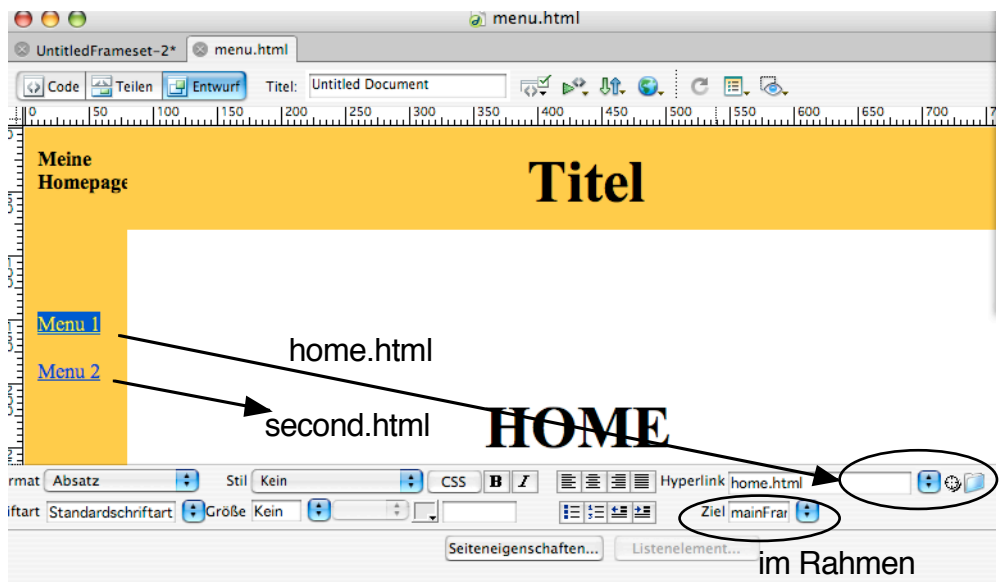 menu.html
UntitledFrameset-2* menu.html
Code Teilen Entwurf Titel: Untitled Document
0 50 100 150 200 250 300 350 400 450 500 550 600 650 700
Meine
Homepage
Titel
Menu 1
home.html
Menu 2
second.html
HOME
rmat Absatz Stil Kein CSS B I Hyperlink home.html
iftart Standardschriftart Größe Kein Ziel mainFrar
Seiteneigenschaften... Listenelement...
im Rahmen